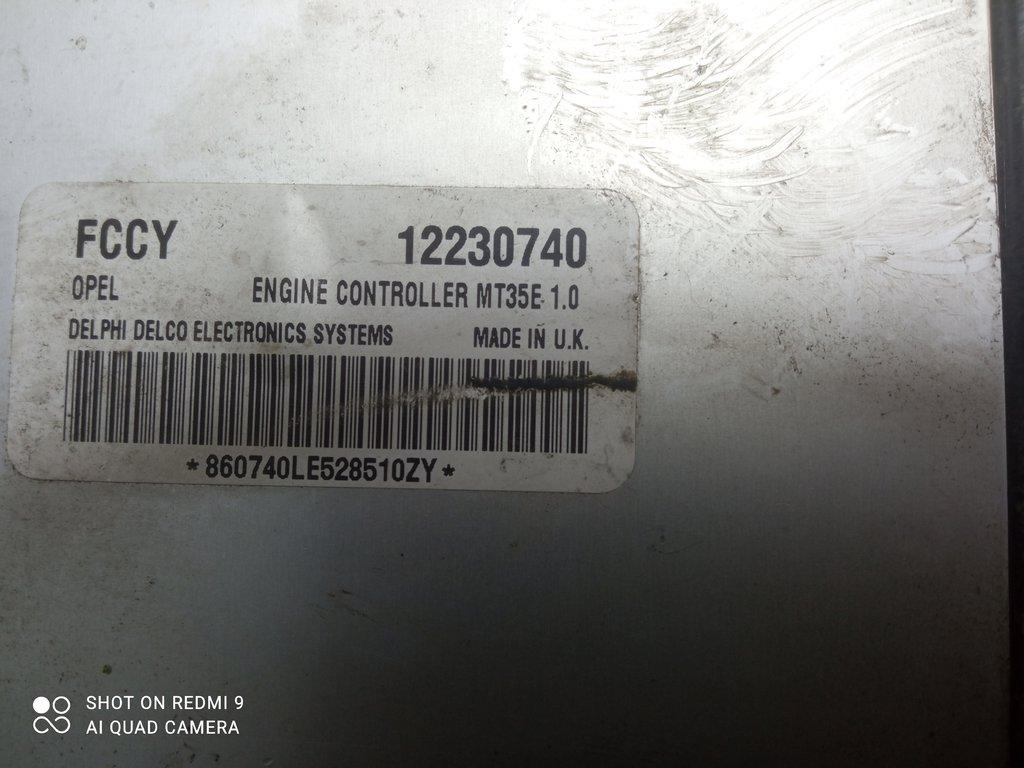 FCCY 12230740
OPEL ENGINE CONTROLLER MT35E 1.0
DELPHI DELCO ELECTRONICS SYSTEMS MADE IN U.K.
*860740LE528510ZY*
SHOT ON REDMI 9
AI QUAD CAMERA